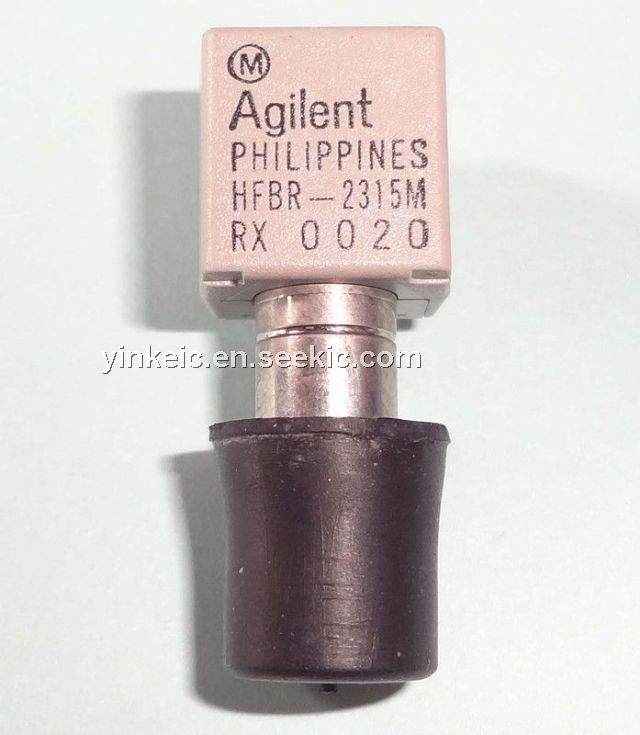 M
Agilent
PHILIPPINES
HFBR-2315M
RX 0020
yinkeic.en.seekic.com